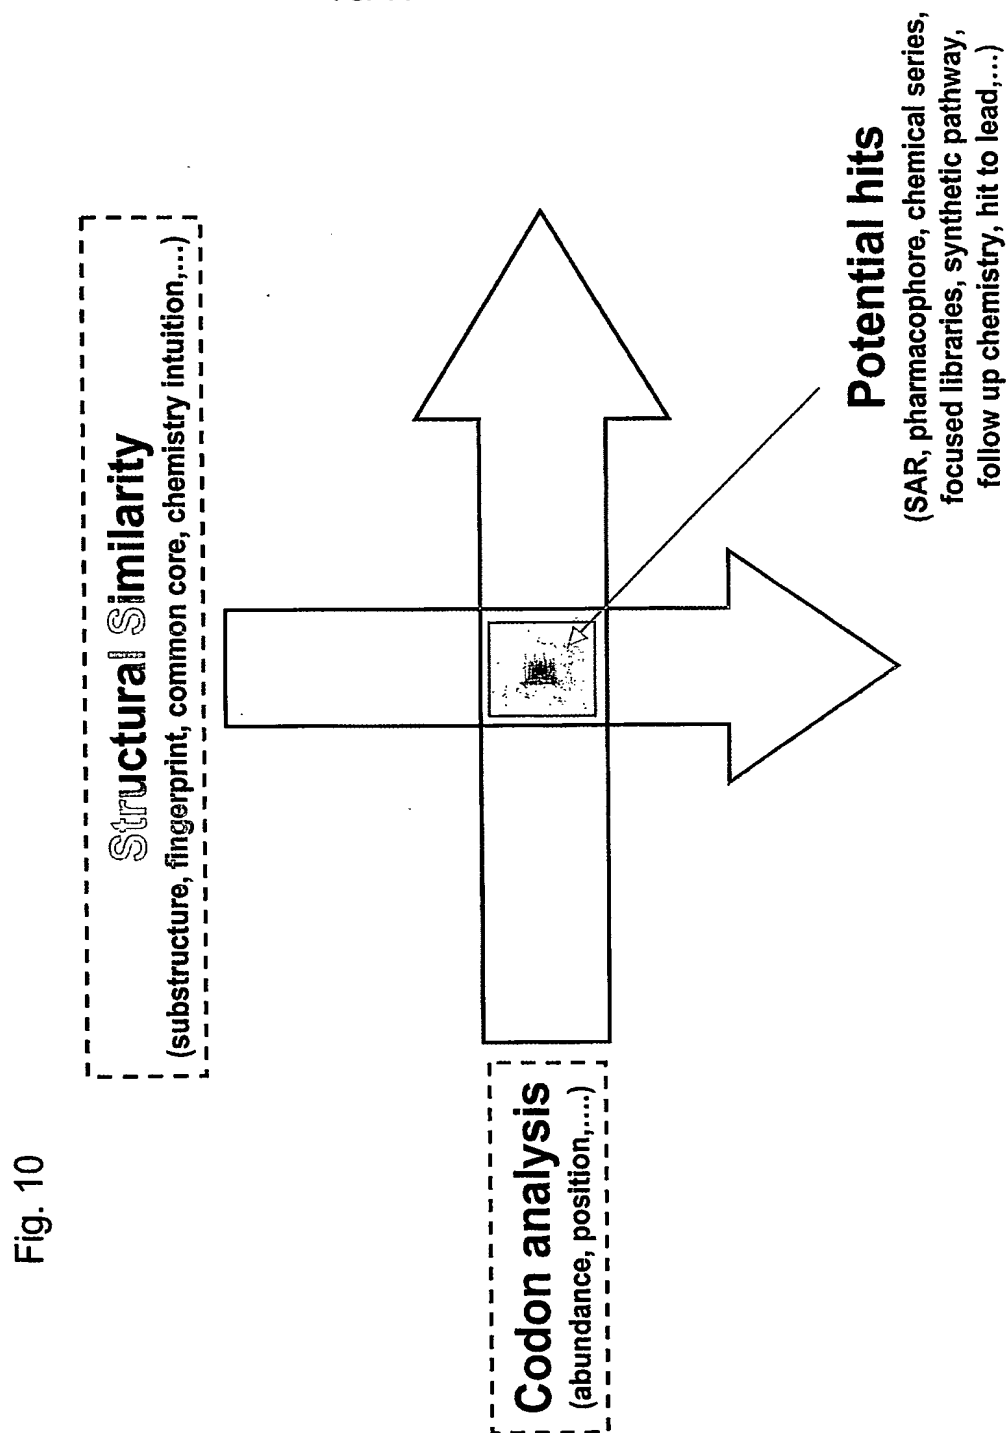 Fig. 10
Structural Similarity
(substructure, fingerprint, common core, chemistry intuition,...)
Codon analysis
(abundance, position,....)
Potential hits
(SAR, pharmacophore, chemical series,
focused libraries, synthetic pathway,
follow up chemistry, hit to lead,...)